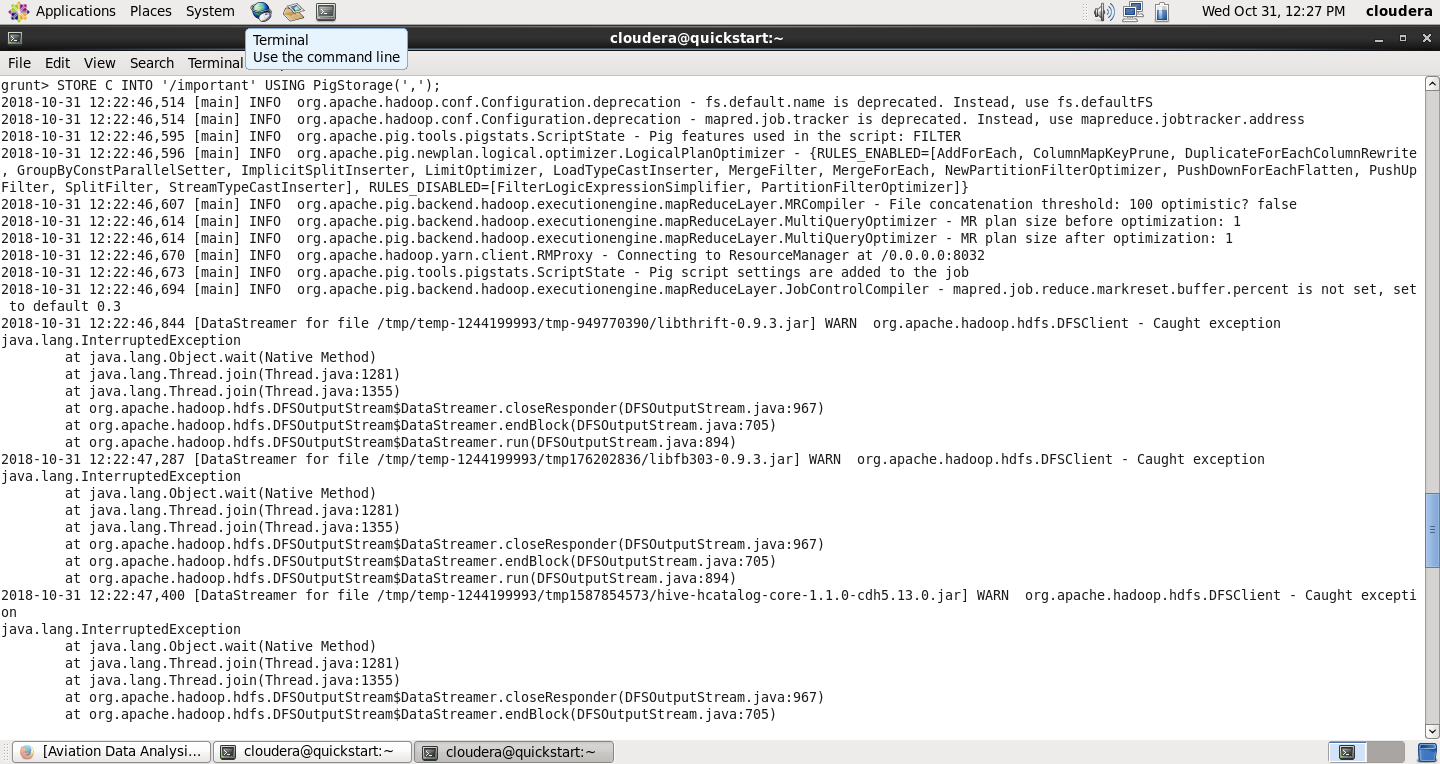 Applications Places System Wed Oct 31, 12:27 PM cloudera
cloudera@quickstart:~
Terminal
Use the command line
File Edit View Search Terminal
grunt> STORE C INTO '/important' USING PigStorage(',');
2018-10-31 12:22:46,514 [main] INFO  org.apache.hadoop.conf.Configuration.deprecation - fs.default.name is deprecated. Instead, use fs.defaultFS
2018-10-31 12:22:46,514 [main] INFO  org.apache.hadoop.conf.Configuration.deprecation - mapred.job.tracker is deprecated. Instead, use mapreduce.jobtracker.address
2018-10-31 12:22:46,595 [main] INFO  org.apache.pig.tools.pigstats.ScriptState - Pig features used in the script: FILTER
2018-10-31 12:22:46,596 [main] INFO  org.apache.pig.newplan.logical.optimizer.LogicalPlanOptimizer - {RULES_ENABLED=[AddForEach, ColumnMapKeyPrune, DuplicateForEachColumnRewrite
, GroupByConstParallelSetter, ImplicitSplitInserter, LimitOptimizer, LoadTypeCastInserter, MergeFilter, MergeForEach, NewPartitionFilterOptimizer, PushDownForEachFlatten, PushUp
Filter, SplitFilter, StreamTypeCastInserter], RULES_DISABLED=[FilterLogicExpressionSimplifier, PartitionFilterOptimizer]}
2018-10-31 12:22:46,607 [main] INFO  org.apache.pig.backend.hadoop.executionengine.mapReduceLayer.MRCompiler - File concatenation threshold: 100 optimistic? false
2018-10-31 12:22:46,614 [main] INFO  org.apache.pig.backend.hadoop.executionengine.mapReduceLayer.MultiQueryOptimizer - MR plan size before optimization: 1
2018-10-31 12:22:46,614 [main] INFO  org.apache.pig.backend.hadoop.executionengine.mapReduceLayer.MultiQueryOptimizer - MR plan size after optimization: 1
2018-10-31 12:22:46,670 [main] INFO  org.apache.hadoop.yarn.client.RMProxy - Connecting to ResourceManager at /0.0.0.0:8032
2018-10-31 12:22:46,673 [main] INFO  org.apache.pig.tools.pigstats.ScriptState - Pig script settings are added to the job
2018-10-31 12:22:46,694 [main] INFO  org.apache.pig.backend.hadoop.executionengine.mapReduceLayer.JobControlCompiler - mapred.job.reduce.markreset.buffer.percent is not set, set
 to default 0.3
2018-10-31 12:22:46,844 [DataStreamer for file /tmp/temp-1244199993/tmp-949770390/libthrift-0.9.3.jar] WARN  org.apache.hadoop.hdfs.DFSClient - Caught exception
java.lang.InterruptedException
        at java.lang.Object.wait(Native Method)
        at java.lang.Thread.join(Thread.java:1281)
        at java.lang.Thread.join(Thread.java:1355)
        at org.apache.hadoop.hdfs.DFSOutputStream$DataStreamer.closeResponder(DFSOutputStream.java:967)
        at org.apache.hadoop.hdfs.DFSOutputStream$DataStreamer.endBlock(DFSOutputStream.java:705)
        at org.apache.hadoop.hdfs.DFSOutputStream$DataStreamer.run(DFSOutputStream.java:894)
2018-10-31 12:22:47,287 [DataStreamer for file /tmp/temp-1244199993/tmp176202836/libfb303-0.9.3.jar] WARN  org.apache.hadoop.hdfs.DFSClient - Caught exception
java.lang.InterruptedException
        at java.lang.Object.wait(Native Method)
        at java.lang.Thread.join(Thread.java:1281)
        at java.lang.Thread.join(Thread.java:1355)
        at org.apache.hadoop.hdfs.DFSOutputStream$DataStreamer.closeResponder(DFSOutputStream.java:967)
        at org.apache.hadoop.hdfs.DFSOutputStream$DataStreamer.endBlock(DFSOutputStream.java:705)
        at org.apache.hadoop.hdfs.DFSOutputStream$DataStreamer.run(DFSOutputStream.java:894)
2018-10-31 12:22:47,400 [DataStreamer for file /tmp/temp-1244199993/tmp1587854573/hive-hcatalog-core-1.1.0-cdh5.13.0.jar] WARN  org.apache.hadoop.hdfs.DFSClient - Caught excepti
on
java.lang.InterruptedException
        at java.lang.Object.wait(Native Method)
        at java.lang.Thread.join(Thread.java:1281)
        at java.lang.Thread.join(Thread.java:1355)
        at org.apache.hadoop.hdfs.DFSOutputStream$DataStreamer.closeResponder(DFSOutputStream.java:967)
        at org.apache.hadoop.hdfs.DFSOutputStream$DataStreamer.endBlock(DFSOutputStream.java:705)
[Aviation Data Analysi... cloudera@quickstart:~ cloudera@quickstart:~